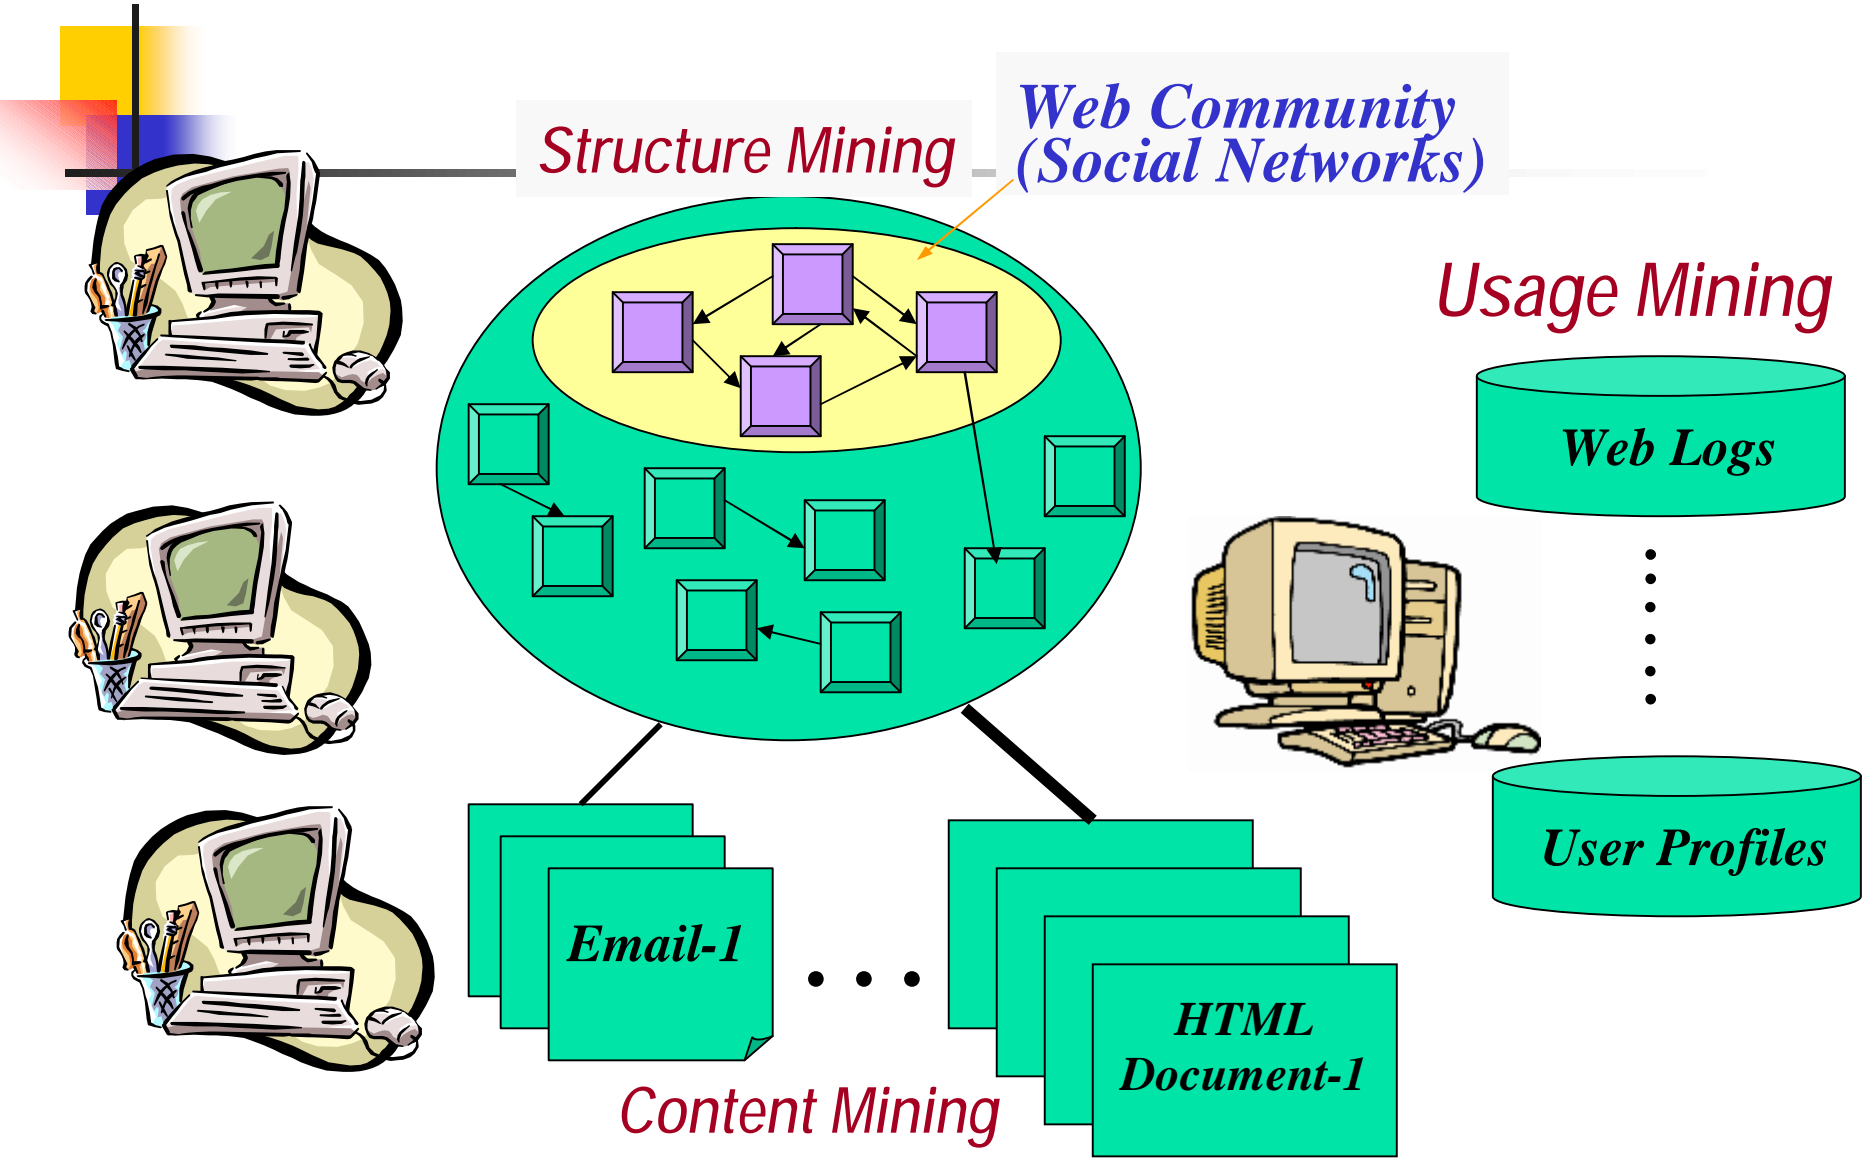 Web Community
(Social Networks)
Structure Mining
Usage Mining
Web Logs
User Profiles
Email-1
HTML
Document-1
Content Mining